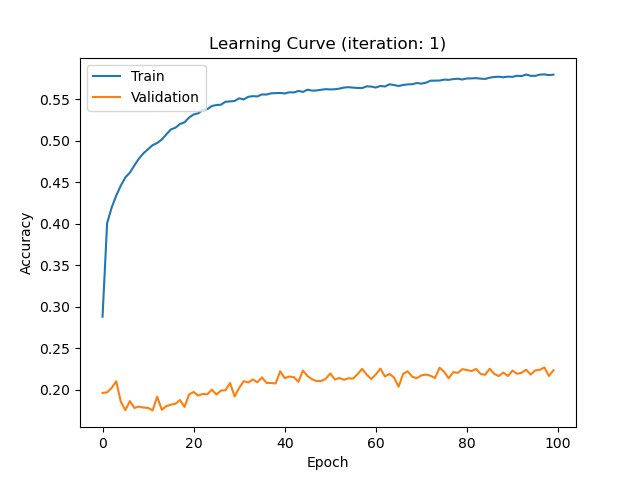 Learning Curve (iteration: 1)
Train
Validation
Accuracy
0.55
0.50
0.45
0.40
0.35
0.30
0.25
0.20
0 20 40 60 80 100
Epoch